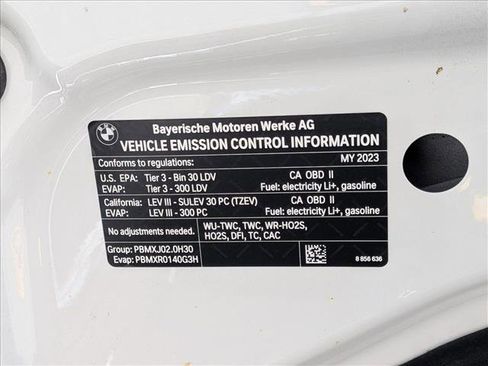 BMW
Bayerische Motoren Werke AG
VEHICLE EMISSION CONTROL INFORMATION
Conforms to regulations: MY 2023
U.S. EPA: Tier 3 - Bin 30 LDV CA OBD II
EVAP: Tier 3 - 300 LDV Fuel: electricity Li+, gasoline
California: LEV III - SULEV 30 PC (TZEV) CA OBD II
EVAP: LEV III - 300 PC Fuel: electricity Li+, gasoline
No adjustments needed. WU-TWC, TWC, WR-HO2S,
HO2S, DFI, TC, CAC
Group: PBMXJ02.0H30
Evap: PBMXR0140G3H 8 856 636